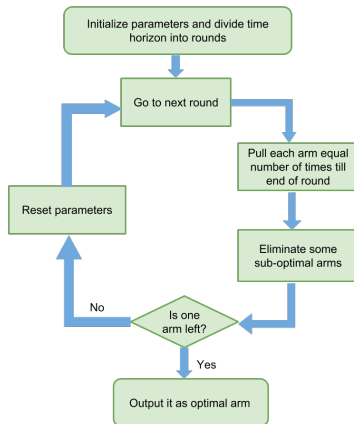 Initialize parameters and divide time
horizon into rounds
Go to next round
Pull each arm equal
number of times till
end of round
Reset parameters
Eliminate some
sub-optimal arms
Is one
arm left?
No
Yes
Output it as optimal arm